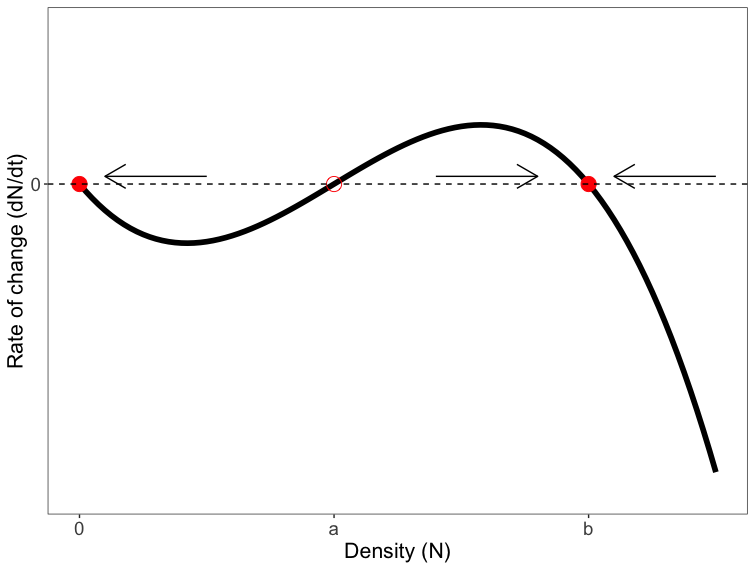 Rate of change (dN/dt)
0
0 a b
Density (N)